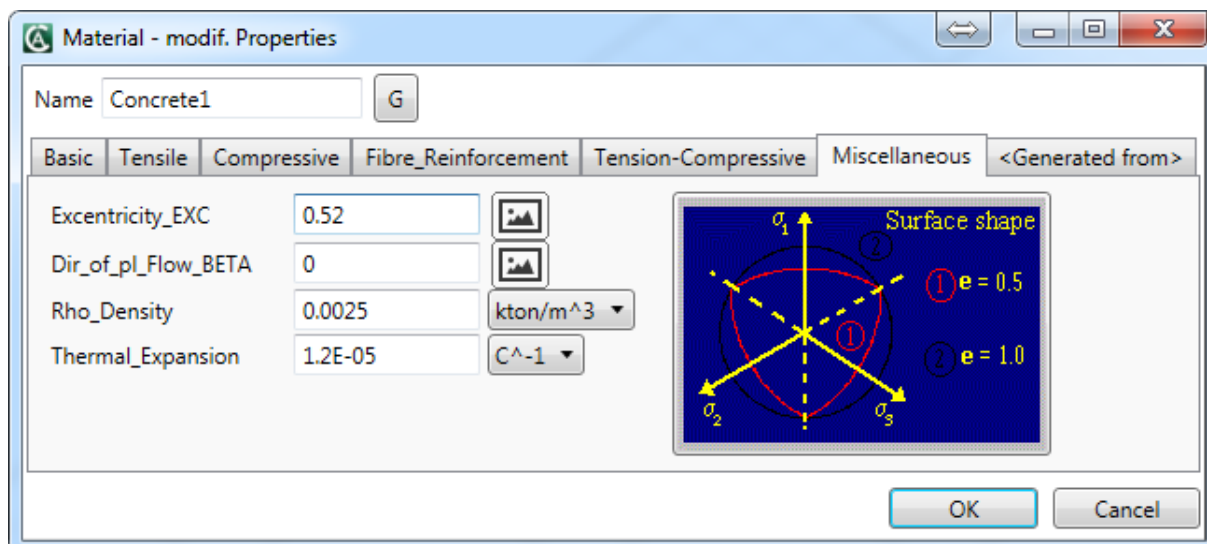 Material - modif. Properties
Name Concrete1 G
Basic Tensile Compressive Fibre_Reinforcement Tension-Compressive Miscellaneous <Generated from>
Excentricity_EXC 0.52
Dir_of_pl_Flow_BETA 0
Rho_Density 0.0025 kton/m^3
Thermal_Expansion 1.2E-05 C^-1
σ1 Surface shape
2
1 e = 0.5
1
2 e = 1.0
σ2 σ3
OK Cancel